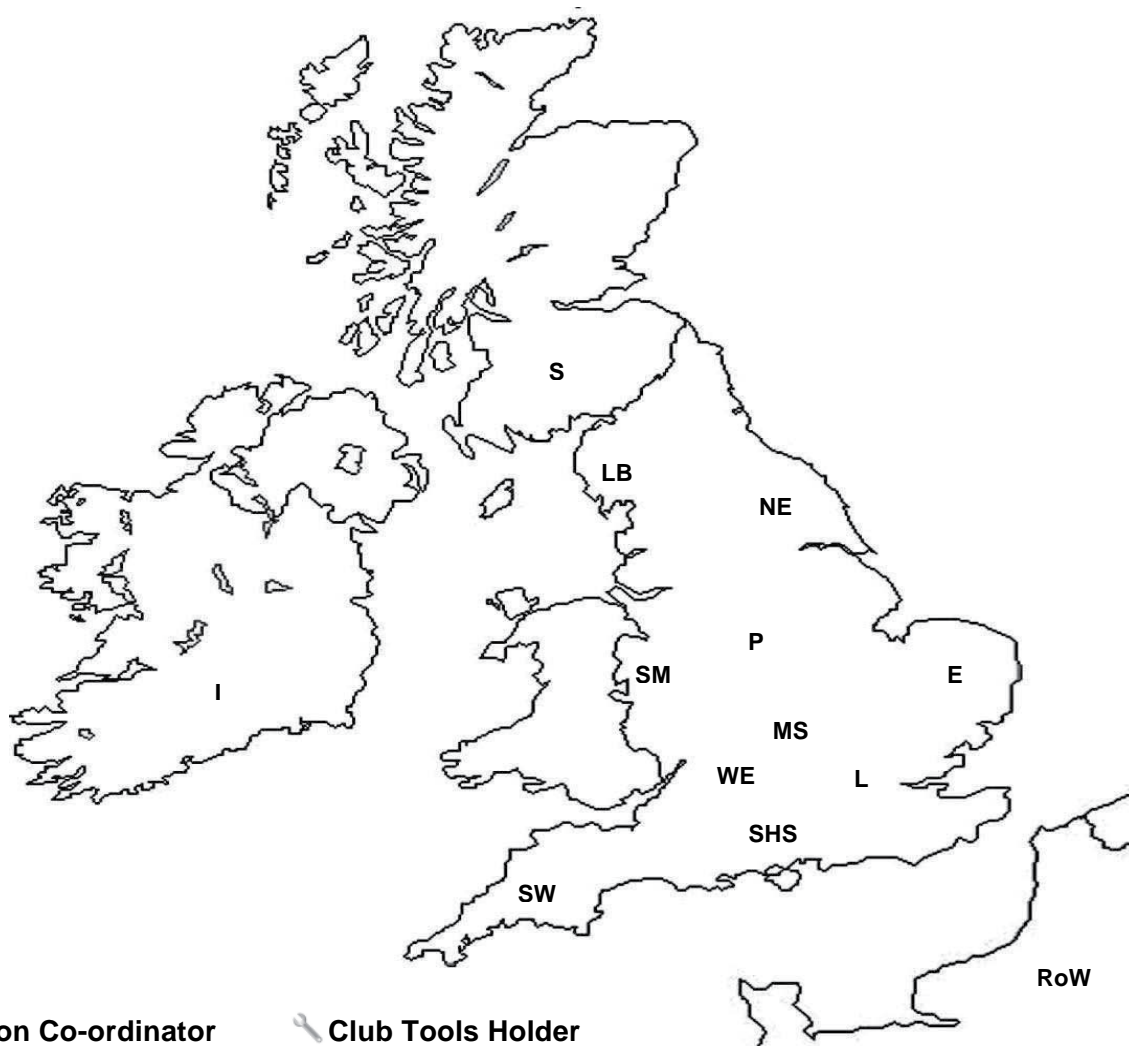 S
LB
NE
P
SM
E
I
MS
WE
L
SHS
SW
RoW
on Co-ordinator
Club Tools Holder